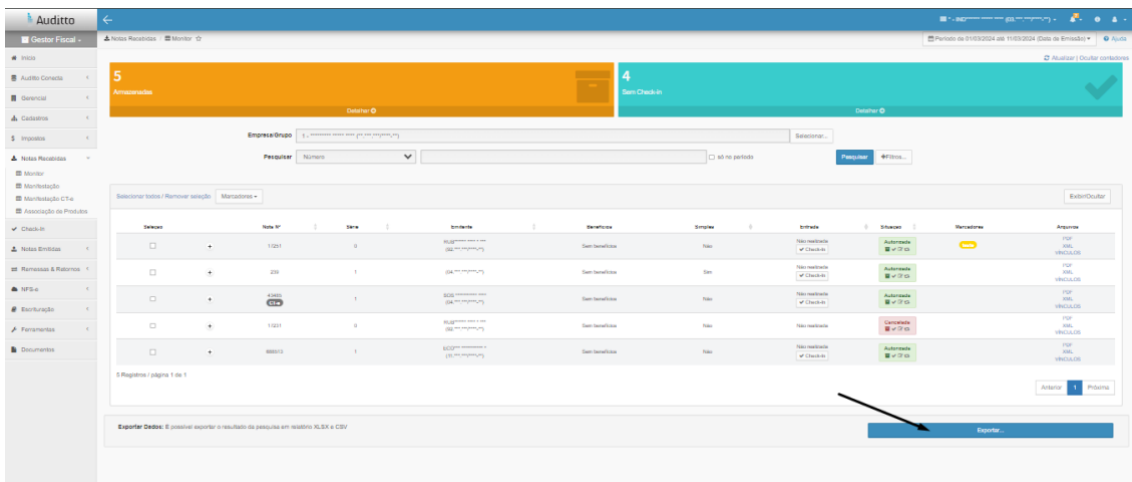 Auditto
Gestor Fiscal
Notas Recebidas / Monitor
Período de 01/03/2024 até 11/03/2024 (Data de Emissão)
Ajuda
Início
Auditto Conecta
Gerencial
Cadastros
Impostos
Notas Recebidas
Monitor
Manifestação
Manifestação CT-e
Associação de Produtos
Check-in
Notas Emitidas
Remessas & Retornos
NFS-e
Escrituração
Ferramentas
Documentos
Atualizar | Ocultar contadores
5
Armazenadas
Detalhar
4
Sem Check-in
Detalhar
Empresa/Grupo
Selecionar...
Pesquisar Número só no período Pesquisar +Filtros...
Selecionar todos / Remover seleção Marcadores Exibir/Ocultar
Selecao Nota Nº Série Emitente Benefícios Simples Entrada Situacao Marcadores Arquivos
17251 0 Sem benefícios Não Não realizada Autorizada PDF
Check-in XML
VÍNCULOS
1 Sem benefícios Sim Não realizada Autorizada PDF
Check-in XML
VÍNCULOS
CT-e 1 Sem benefícios Não Não realizada Autorizada PDF
Check-in XML
VÍNCULOS
0 Sem benefícios Não Não realizada Cancelada PDF
XML
VÍNCULOS
1 Sem benefícios Não Não realizada Autorizada PDF
Check-in XML
VÍNCULOS
5 Registros / página 1 de 1
Anterior 1 Próxima
Exportar Dados: É possível exportar o resultado da pesquisa em relatório XLSX e CSV
Exportar...